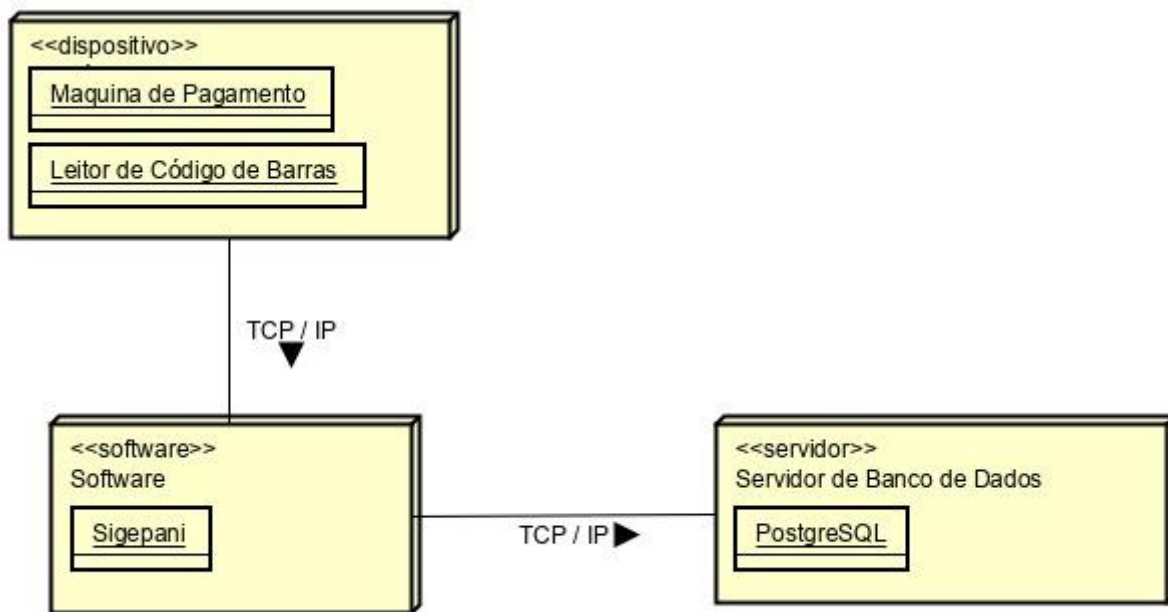 <<dispositivo>>
Maquina de Pagamento
Leitor de Código de Barras
TCP / IP
<<software>>
Software
Sigepani
TCP / IP
<<servidor>>
Servidor de Banco de Dados
PostgreSQL